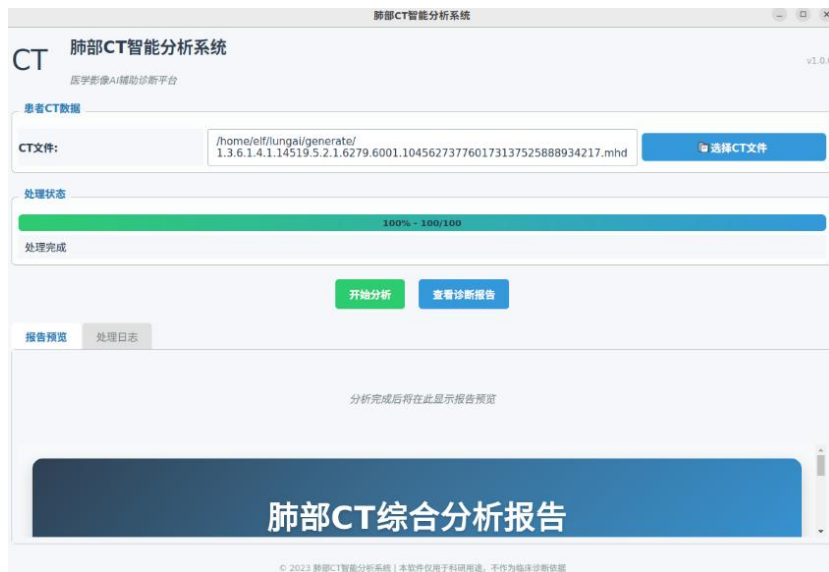 肺部CT智能分析系统
CT
肺部CT智能分析系统
医学影像AI辅助诊断平台
v1.0.
患者CT数据
CT文件:
/home/elf/lungai/generate/
1.3.6.1.4.1.14519.5.2.1.6279.6001.104562737760173137525888934217.mhd
选择CT文件
处理状态
100% - 100/100
处理完成
开始分析
查看诊断报告
报告预览
处理日志
分析完成后将在此显示报告预览
肺部CT综合分析报告
© 2023 肺部CT智能分析系统 | 本软件仅用于科研用途，不作为临床诊断依据